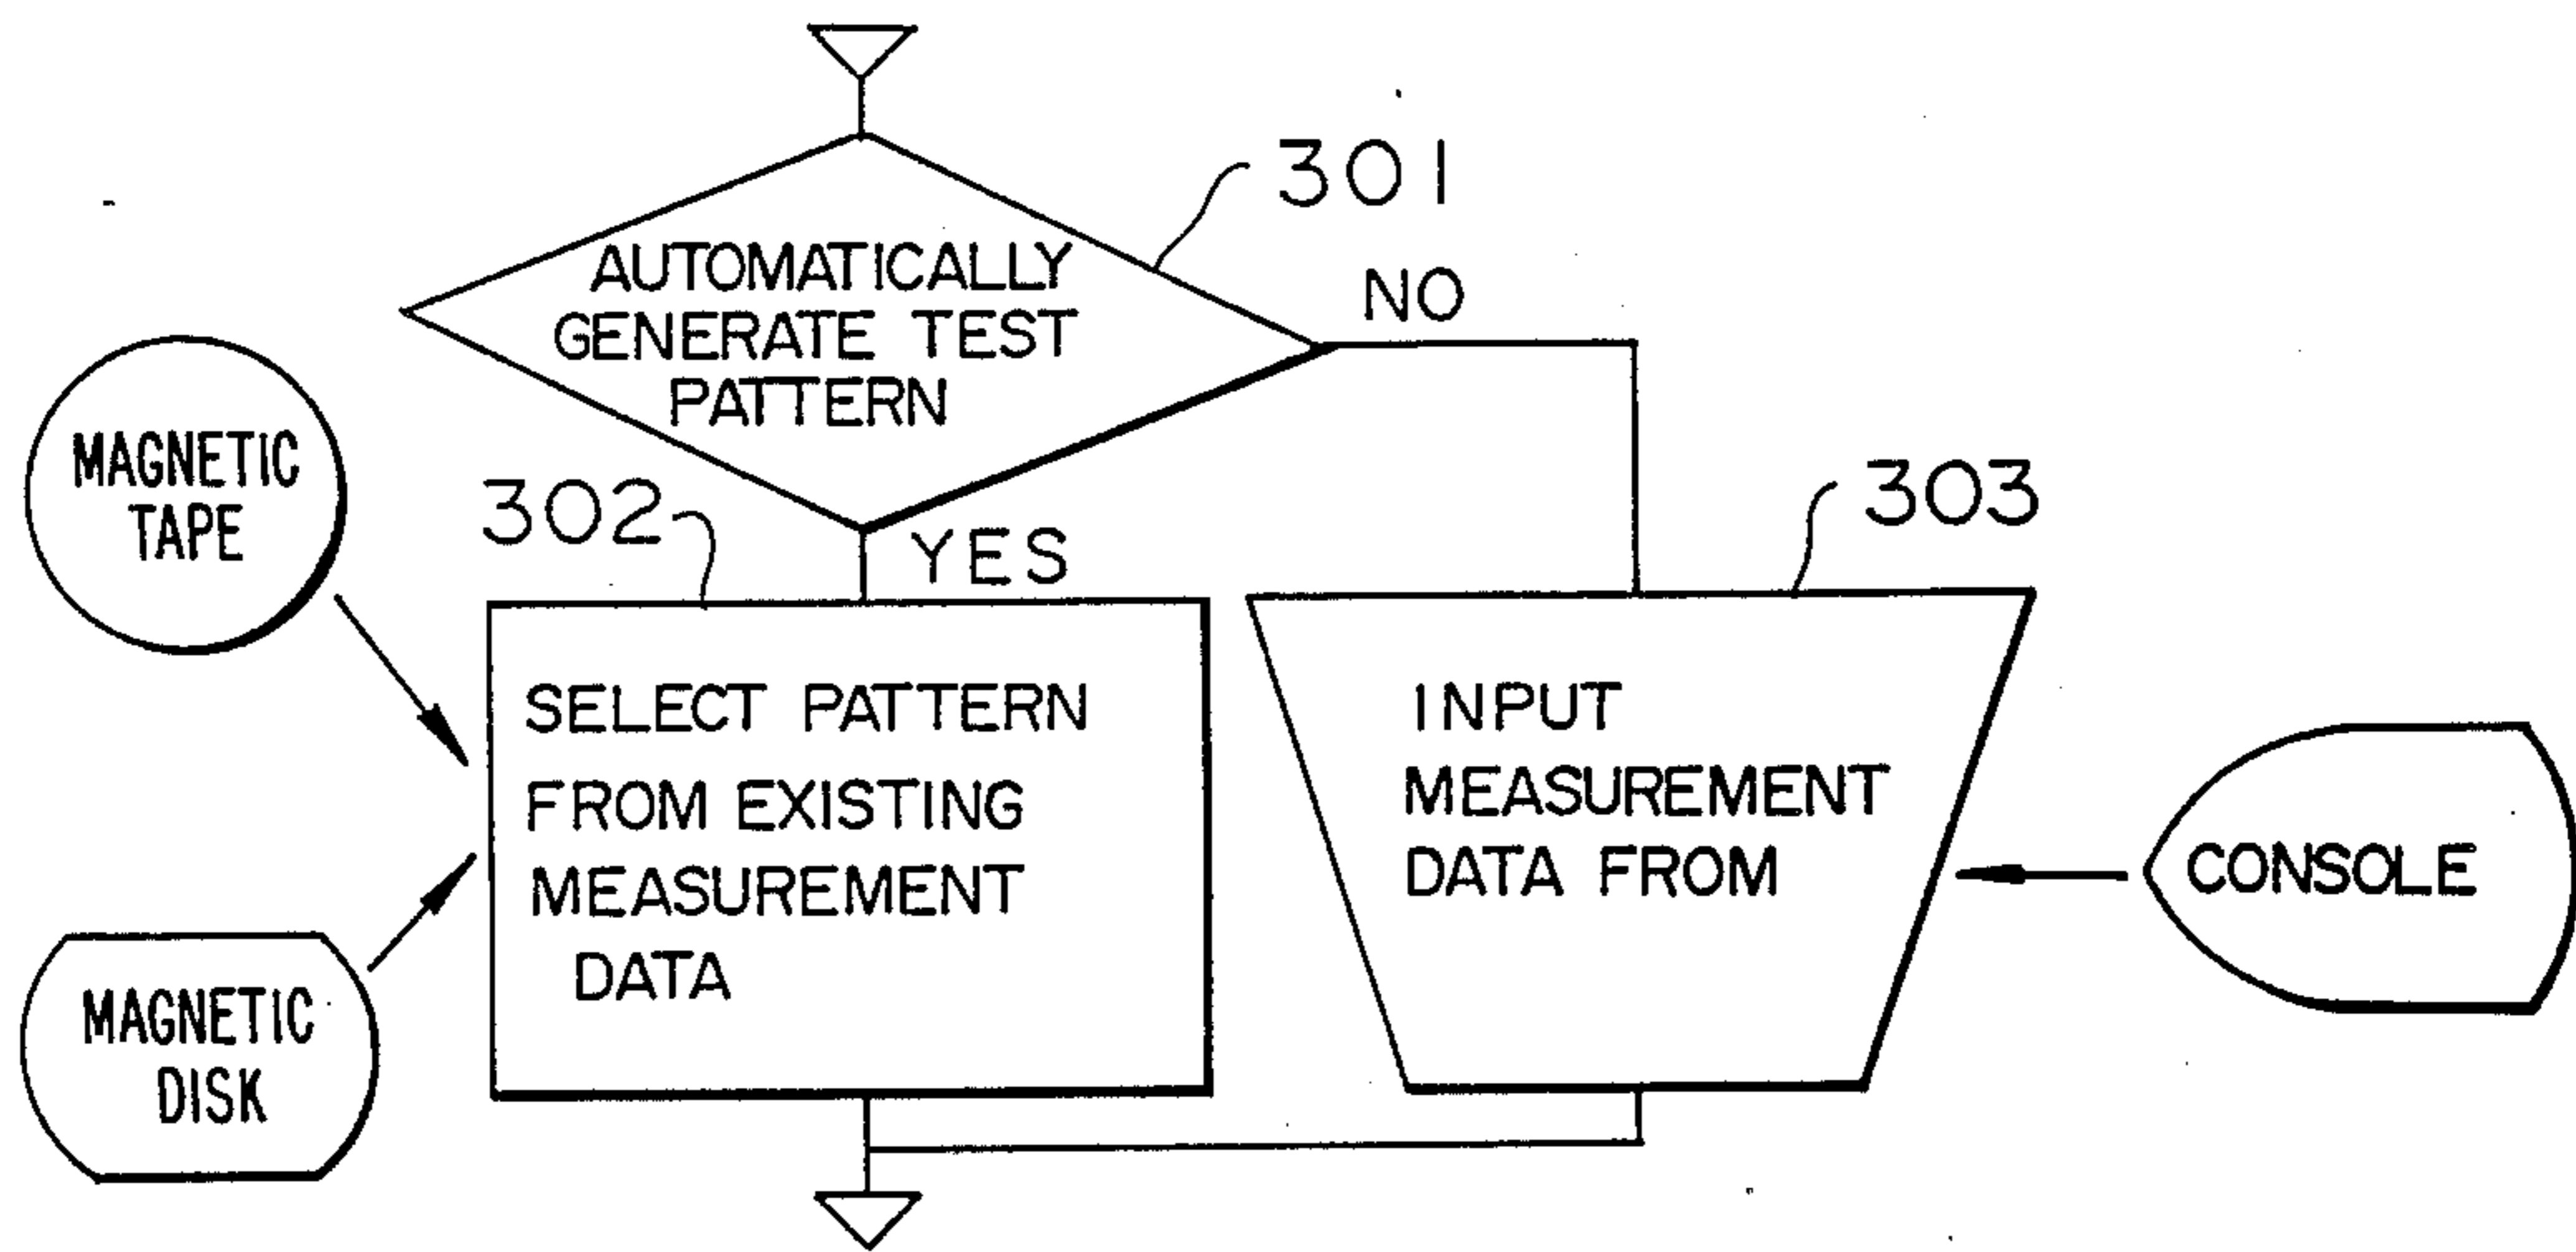 301
AUTOMATICALLY
GENERATE TEST
PATTERN
NO
MAGNETIC
TAPE
302
YES
303
SELECT PATTERN
FROM EXISTING
MEASUREMENT
DATA
INPUT
MEASUREMENT
DATA FROM
CONSOLE
MAGNETIC
DISK